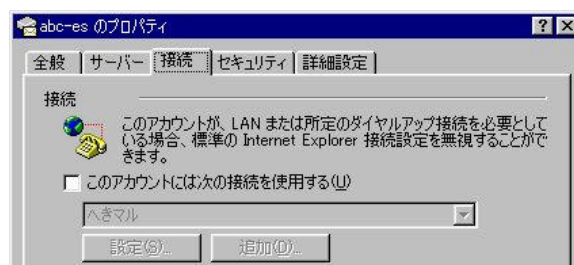 abc-es のプロパティ
全般 サーバー 接続 セキュリティ 詳細設定
接続
このアカウントが、LAN または所定のダイヤルアップ接続を必要として
いる場合、標準の Internet Explorer 接続設定を無視することがで
きます。
このアカウントには次の接続を使用する(U)
へきマル
設定(S)... 追加(D)...